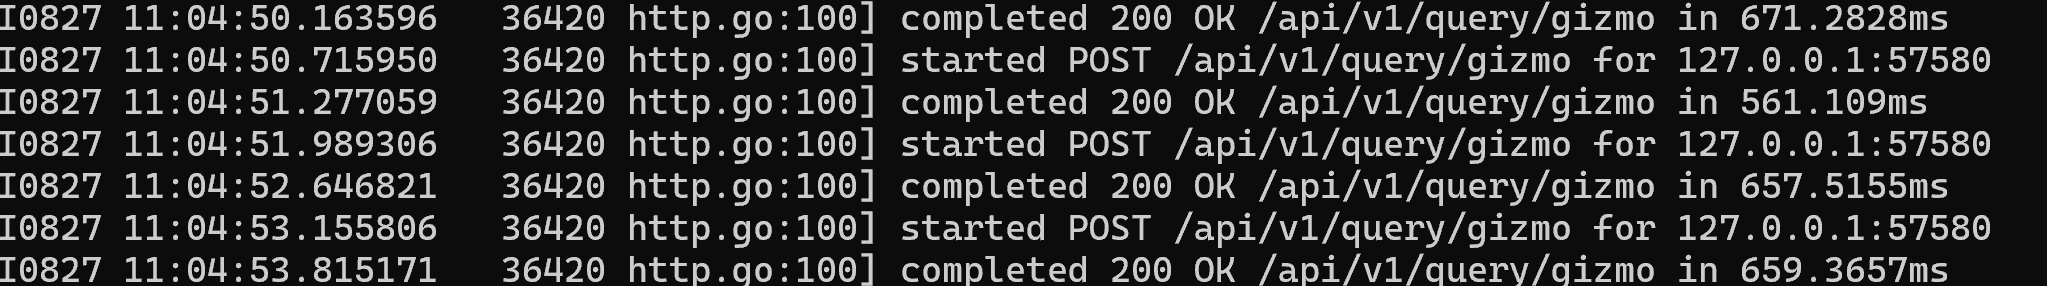 I0827 11:04:50.163596   36420 http.go:100] completed 200 OK /api/v1/query/gizmo in 671.2828ms
I0827 11:04:50.715950   36420 http.go:100] started POST /api/v1/query/gizmo for 127.0.0.1:57580
I0827 11:04:51.277059   36420 http.go:100] completed 200 OK /api/v1/query/gizmo in 561.109ms
I0827 11:04:51.989306   36420 http.go:100] started POST /api/v1/query/gizmo for 127.0.0.1:57580
I0827 11:04:52.646821   36420 http.go:100] completed 200 OK /api/v1/query/gizmo in 657.5155ms
I0827 11:04:53.155806   36420 http.go:100] started POST /api/v1/query/gizmo for 127.0.0.1:57580
I0827 11:04:53.815171   36420 http.go:100] completed 200 OK /api/v1/query/gizmo in 659.3657ms